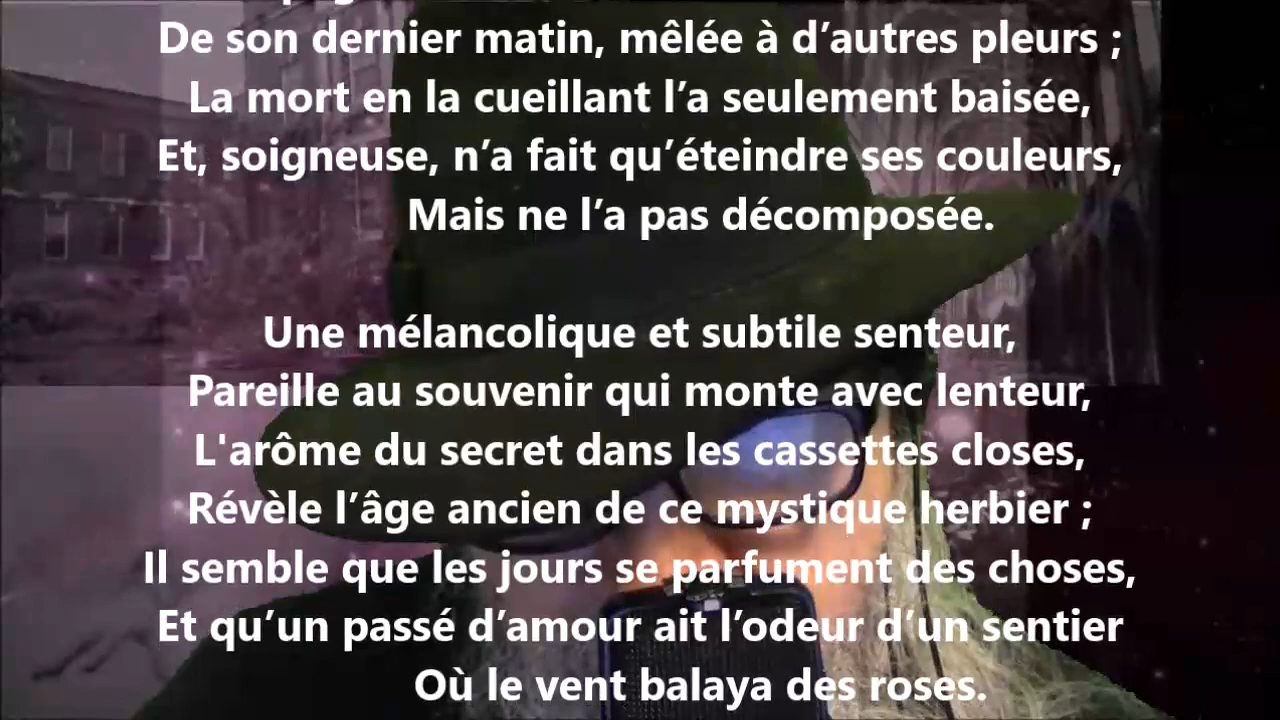 De son dernier matin, mêlée à d’autres pleurs ;
La mort en la cueillant l’a seulement baisée,
Et, soigneuse, n’a fait qu’éteindre ses couleurs,
Mais ne l’a pas décomposée.
Une mélancolique et subtile senteur,
Pareille au souvenir qui monte avec lenteur,
L'arôme du secret dans les cassettes closes,
Révèle l’âge ancien de ce mystique herbier ;
Il semble que les jours se parfument des choses,
Et qu’un passé d’amour ait l’odeur d’un sentier
Où le vent balaya des roses.